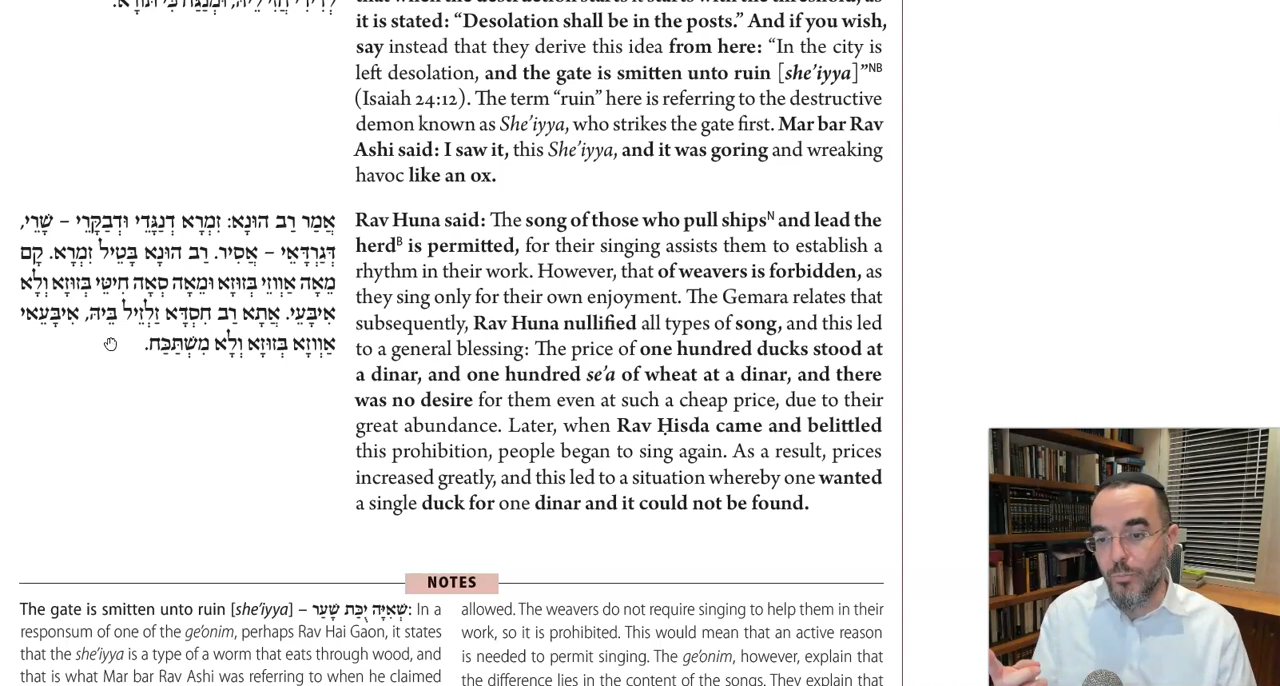 it is stated: “Desolation shall be in the posts.” And if you wish,
say instead that they derive this idea from here: “In the city is
left desolation, and the gate is smitten unto ruin [she’iyya]”NB
(Isaiah 24:12). The term “ruin” here is referring to the destructive
demon known as She’iyya, who strikes the gate first. Mar bar Rav
Ashi said: I saw it, this She’iyya, and it was goring and wreaking
havoc like an ox.
אֲמַר רַב הוּנָא: זִמְרָא דְנַגָּדֵי וּדְבַקָּרֵי – שָׁרֵי,
דְּגַרְדָּאֵי – אֲסִיר. רַב הוּנָא בַּטֵּיל זִמְרָא. קָם
מְאָה אַוְוזֵי בְּזוּזָא וּמְאָה סְאָה חִיטֵּי בְּזוּזָא וְלָא
אִיבָּעֵי. אֲתָא רַב חִסְדָּא זַלְזֵיל בֵּיהּ, אִיבְּעַאי
אַוְוזָא בְּזוּזָא וְלָא מִשְׁתְּכַח.
Rav Huna said: The song of those who pull shipsN and lead the
herdB is permitted, for their singing assists them to establish a
rhythm in their work. However, that of weavers is forbidden, as
they sing only for their own enjoyment. The Gemara relates that
subsequently, Rav Huna nullified all types of song, and this led
to a general blessing: The price of one hundred ducks stood at
a dinar, and one hundred se’a of wheat at a dinar, and there
was no desire for them even at such a cheap price, due to their
great abundance. Later, when Rav Ḥisda came and belittled
this prohibition, people began to sing again. As a result, prices
increased greatly, and this led to a situation whereby one wanted
a single duck for one dinar and it could not be found.
NOTES
The gate is smitten unto ruin [she’iyya] – שְׁאִיָּה יֻכַּת שָׁעַר: In a
responsum of one of the ge’onim, perhaps Rav Hai Gaon, it states
that the she’iyya is a type of a worm that eats through wood, and
that is what Mar bar Rav Ashi was referring to when he claimed
allowed. The weavers do not require singing to help them in their
work, so it is prohibited. This would mean that an active reason
is needed to permit singing. The ge’onim, however, explain that
the difference lies in the content of the songs. They explain that